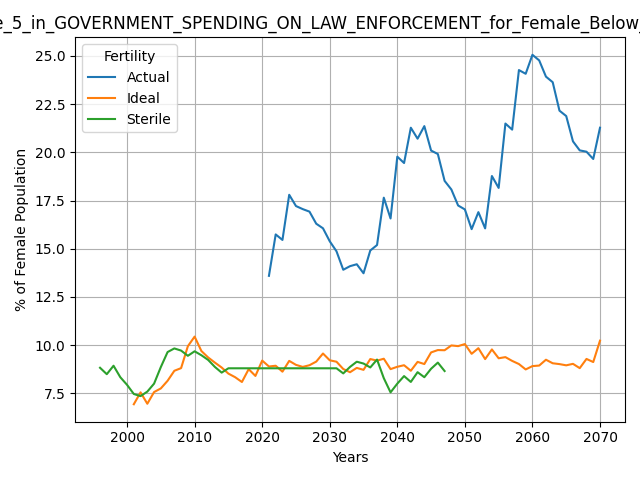 e_5_in_GOVERNMENT_SPENDING_ON_LAW_ENFORCEMENT_for_Female_Below_
Fertility
Actual
Ideal
Sterile
% of Female Population
25.0
22.5
20.0
17.5
15.0
12.5
10.0
7.5
2000 2010 2020 2030 2040 2050 2060 2070
Years